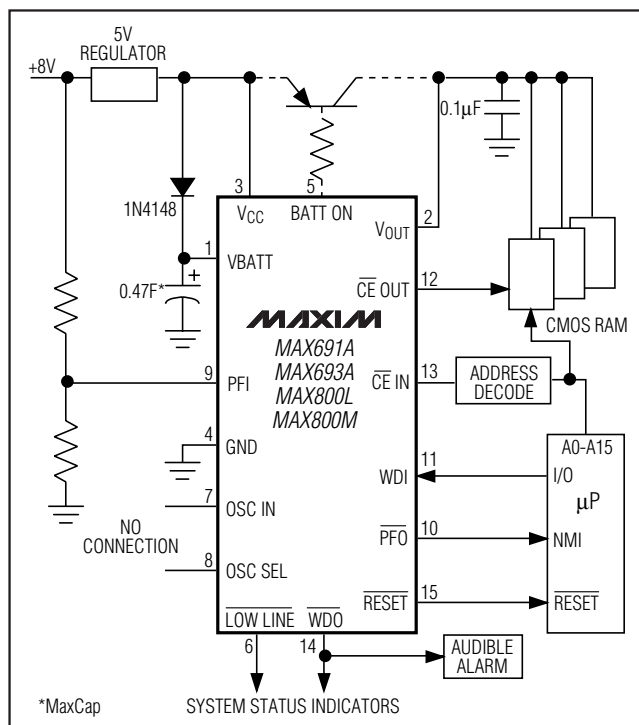 5V
REGULATOR
+8V
0.1µF
3
5
1N4148
VCC
BATT ON
2
VOUT
1
VBATT
0.47F*
+
12
CE OUT
MAXIM
CMOS RAM
MAX691A
MAX693A
MAX800L
MAX800M
9
PFI
13
CE IN
ADDRESS
DECODE
4
GND
A0-A15
11
WDI
I/O
µP
7
OSC IN
NO
CONNECTION
10
PFO
NMI
8
OSC SEL
15
RESET
RESET
LOW LINE
WDO
6
14
AUDIBLE
ALARM
*MaxCap
SYSTEM STATUS INDICATORS